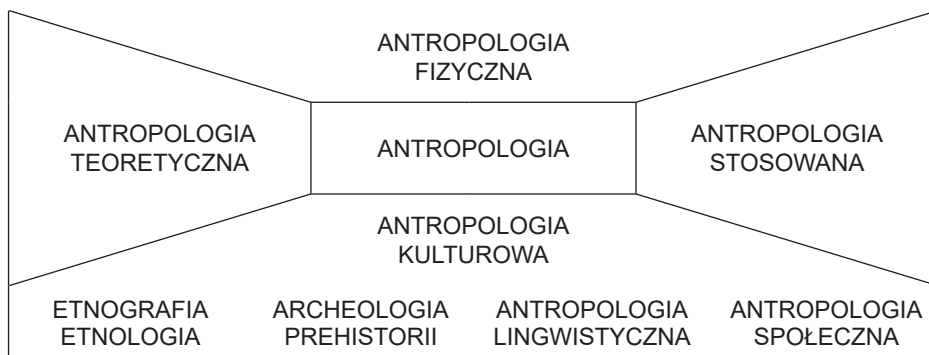 ANTROPOLOGIA
FIZYCZNA
ANTROPOLOGIA
TEORETYCZNA
ANTROPOLOGIA
ANTROPOLOGIA
STOSOWANA
ANTROPOLOGIA
KULTUROWA
ETNOGRAFIA
ETNOLOGIA
ARCHEOLOGIA
PREHISTORII
ANTROPOLOGIA
LINGWISTYCZNA
ANTROPOLOGIA
SPOŁECZNA